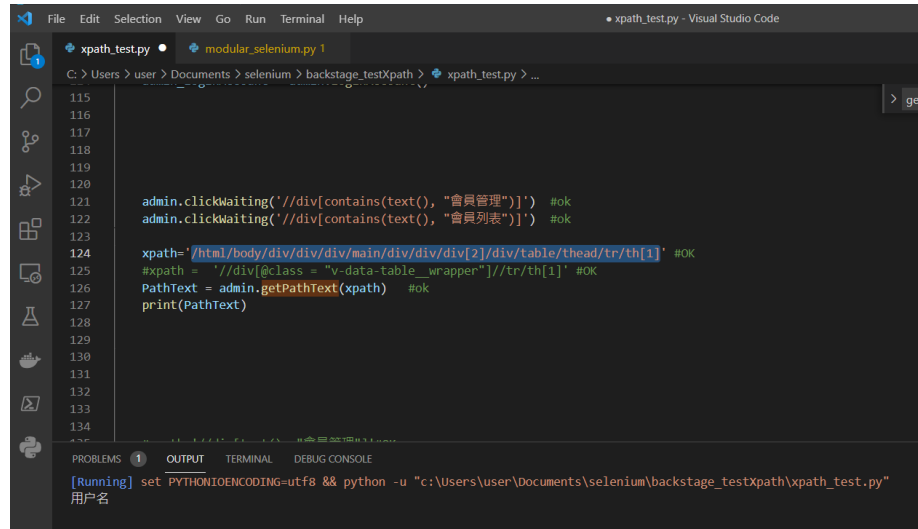 File Edit Selection View Go Run Terminal Help
● xpath_test.py - Visual Studio Code
xpath_test.py ●
modular_selenium.py 1
C: > Users > user > Documents > selenium > backstage_testXpath > xpath_test.py > ...
115
> ge
116
117
118
119
120
121 admin.clickWaiting('//div[contains(text(), "會員管理")]') #ok
122 admin.clickWaiting('//div[contains(text(), "會員列表")]') #ok
123
124 xpath='/html/body/div/div/div/main/div/div/div[2]/div/table/thead/tr/th[1]' #OK
125 #xpath = '//div[@class = "v-data-table__wrapper"]//tr/th[1]' #OK
126 PathText = admin.getPathText(xpath) #ok
127 print(PathText)
128
129
130
131
132
133
134
PROBLEMS 1 OUTPUT TERMINAL DEBUG CONSOLE
[Running] set PYTHONIOENCODING=utf8 && python -u "c:\Users\user\Documents\selenium\backstage_testXpath\xpath_test.py"
用户名
1